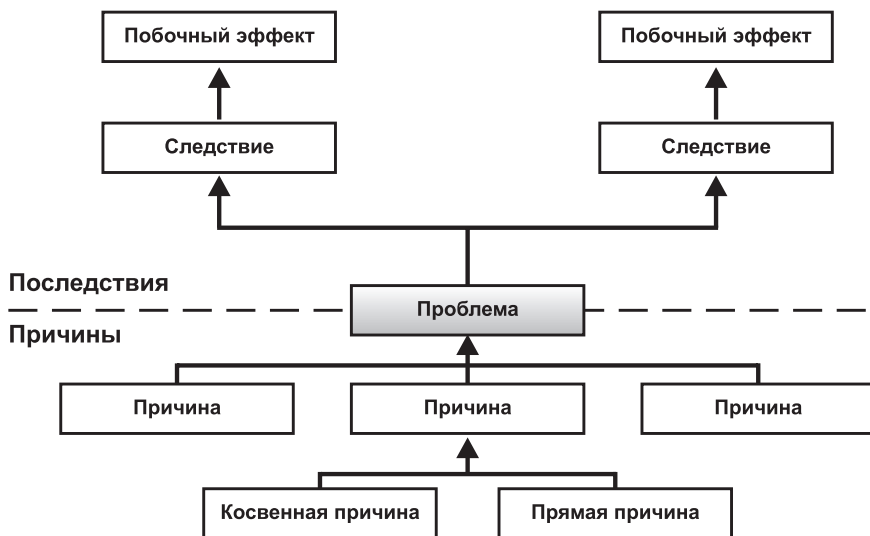 Побочный эффект
Побочный эффект
Следствие
Следствие
Последствия
Проблема
Причины
Причина
Причина
Причина
Косвенная причина
Прямая причина